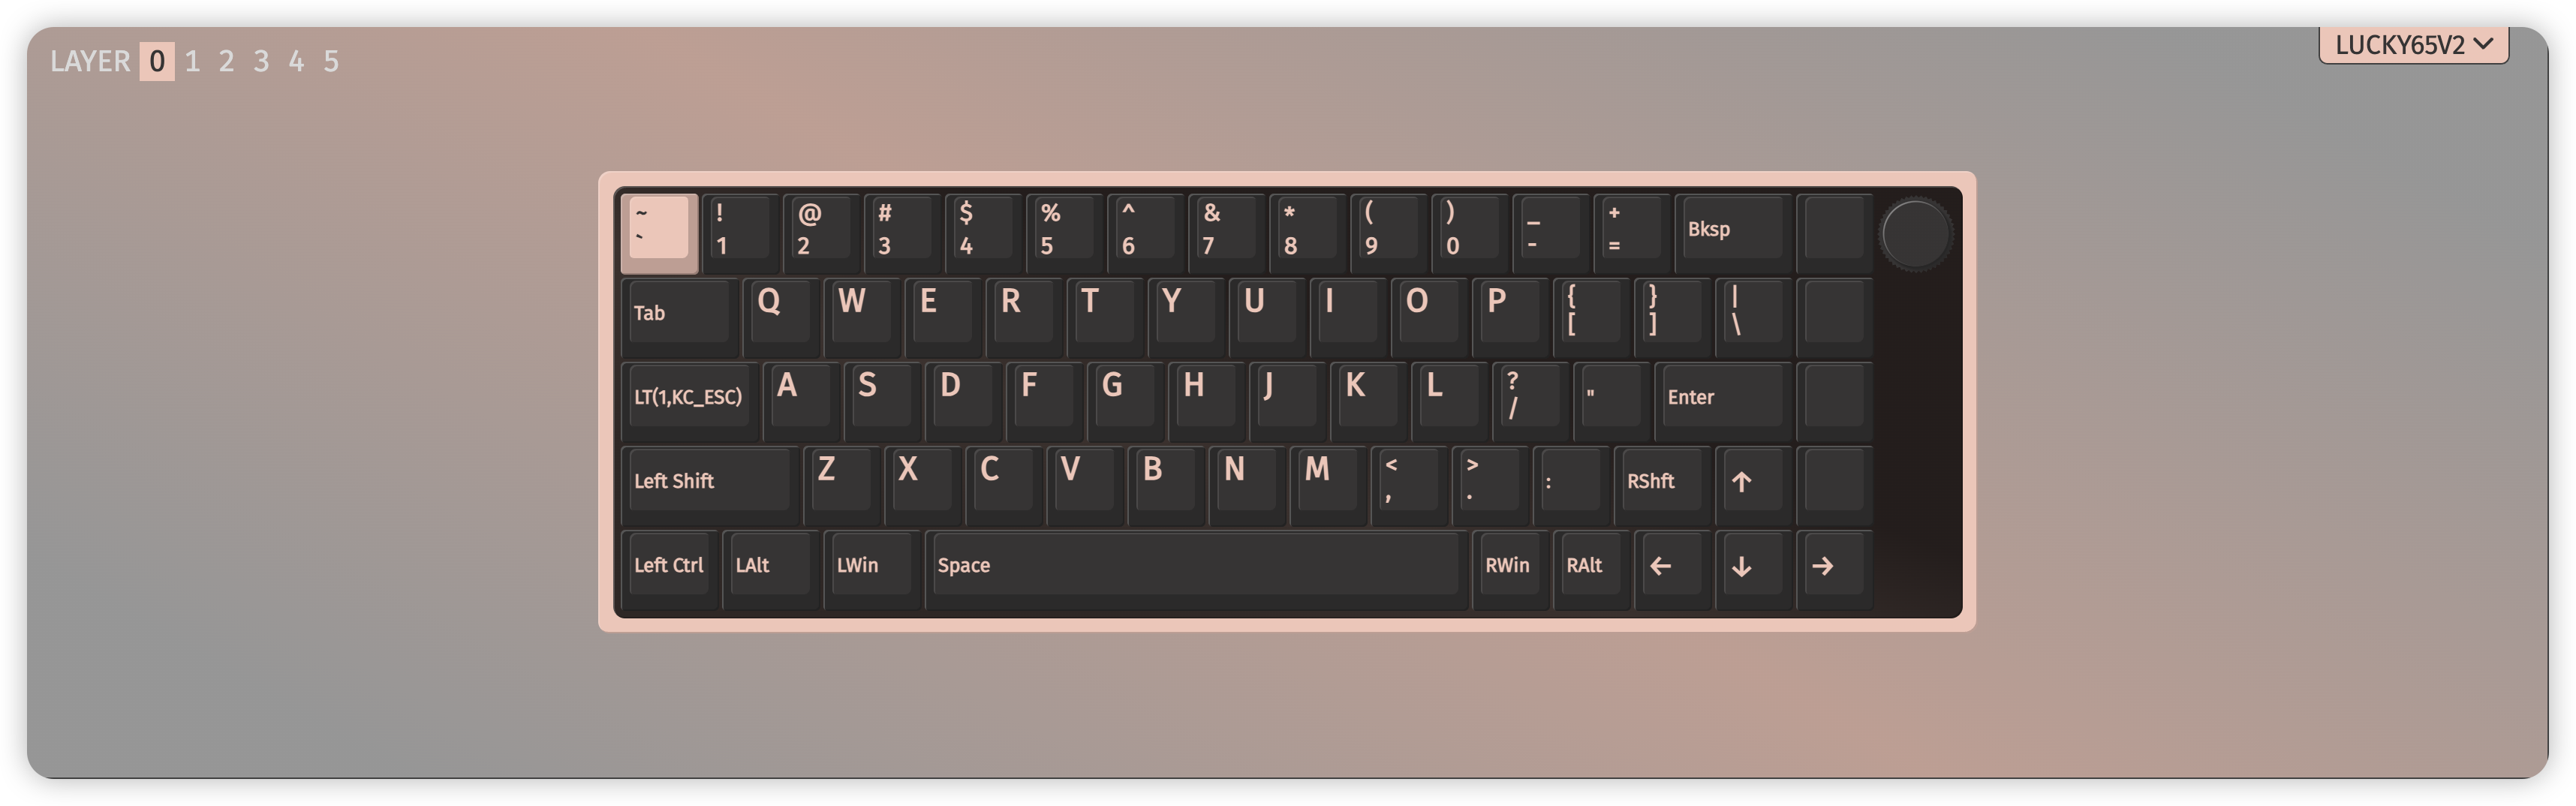 LAYER 0 1 2 3 4 5
LUCKY65V2
~ ! @ # $ % ^ & * ( ) _ +
` 1 2 3 4 5 6 7 8 9 0 - = Bksp
Tab Q W E R T Y U I O P { } |
[ ] \
LT(1,KC_ESC) A S D F G H J K L ? " Enter
/
Left Shift Z X C V B N M < > : RShft ↑
, .
Left Ctrl LAlt LWin Space RWin RAlt ← ↓ →